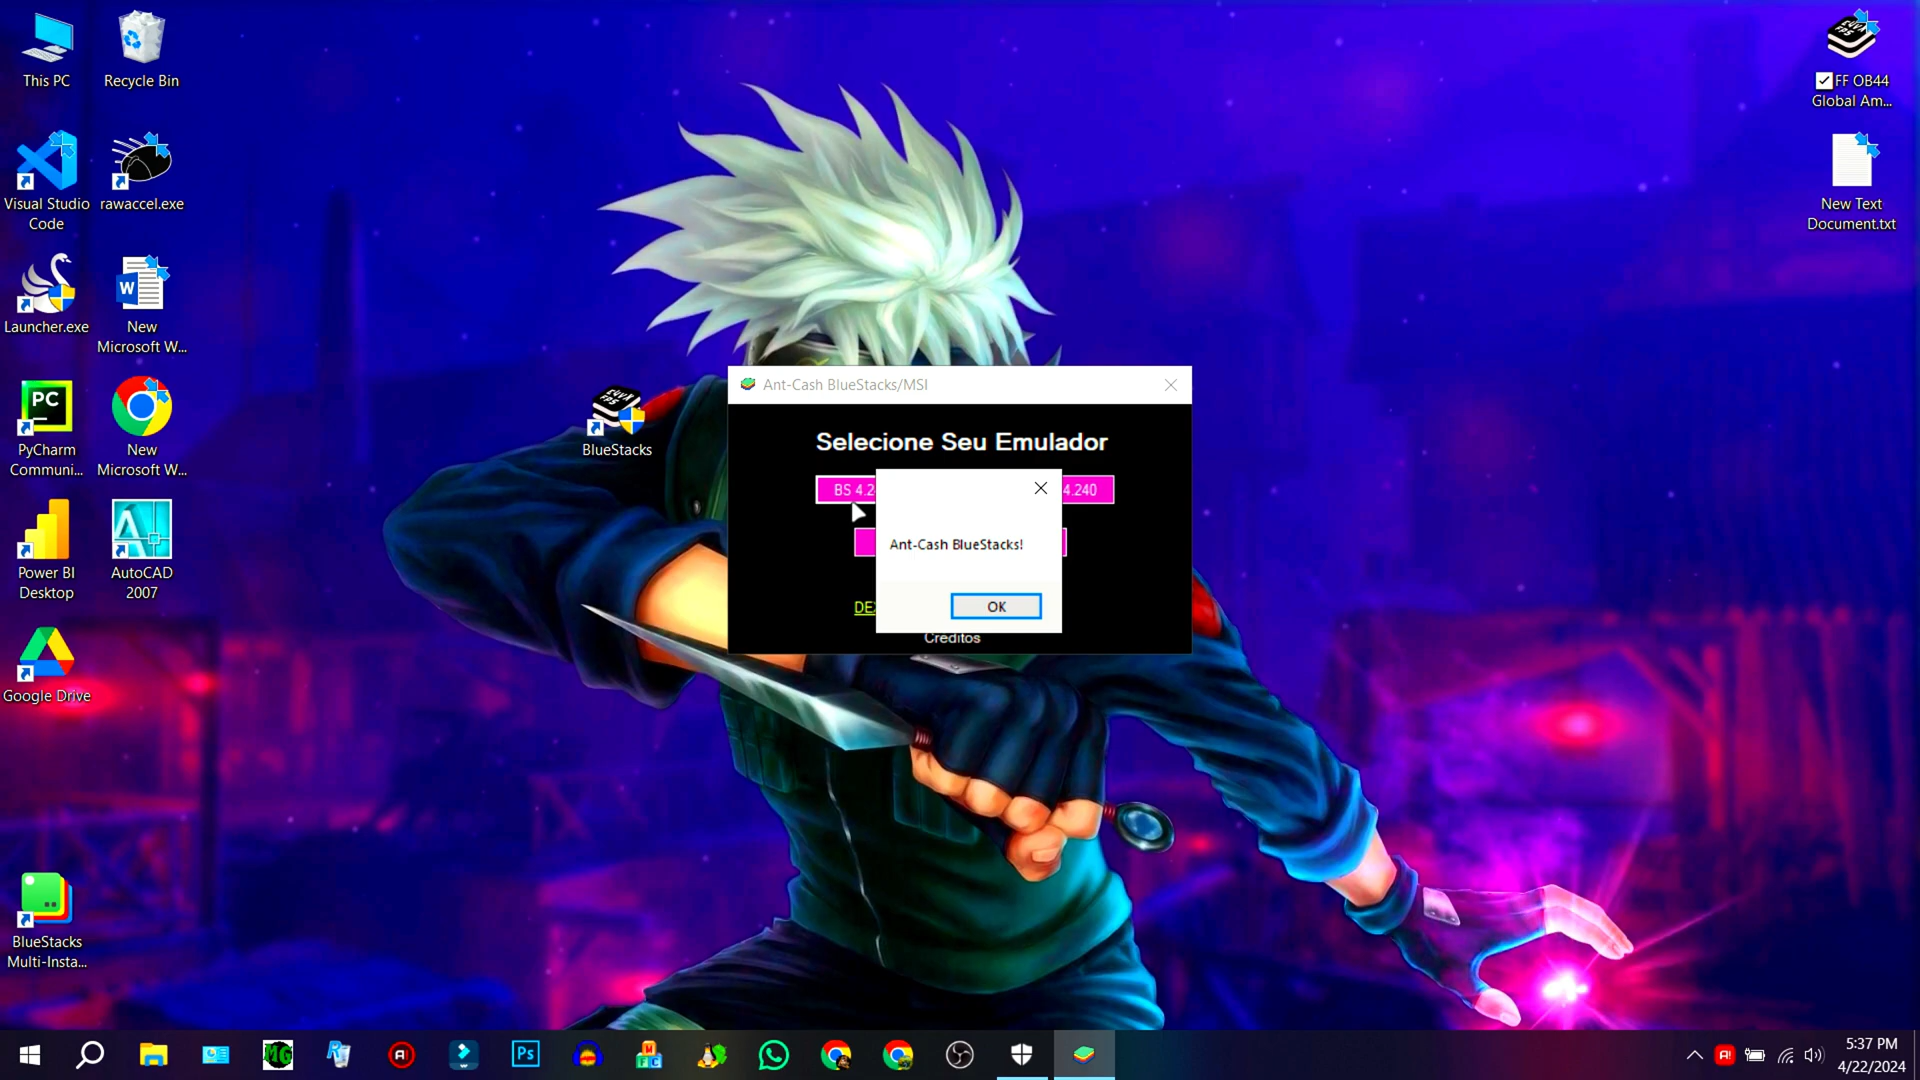 This PC
Recycle Bin
FF OB44
Global Am...
Visual Studio
Code
rawaccel.exe
New Text
Document.txt
Launcher.exe
New
Microsoft W...
PyCharm
Communi...
New
Microsoft W...
BlueStacks
Ant-Cash BlueStacks/MSI
Selecione Seu Emulador
BS 4.2
4.240
Ant-Cash BlueStacks!
OK
Creditos
Power BI
Desktop
AutoCAD
2007
Google Drive
BlueStacks
Multi-Insta...
5:37 PM
4/22/2024